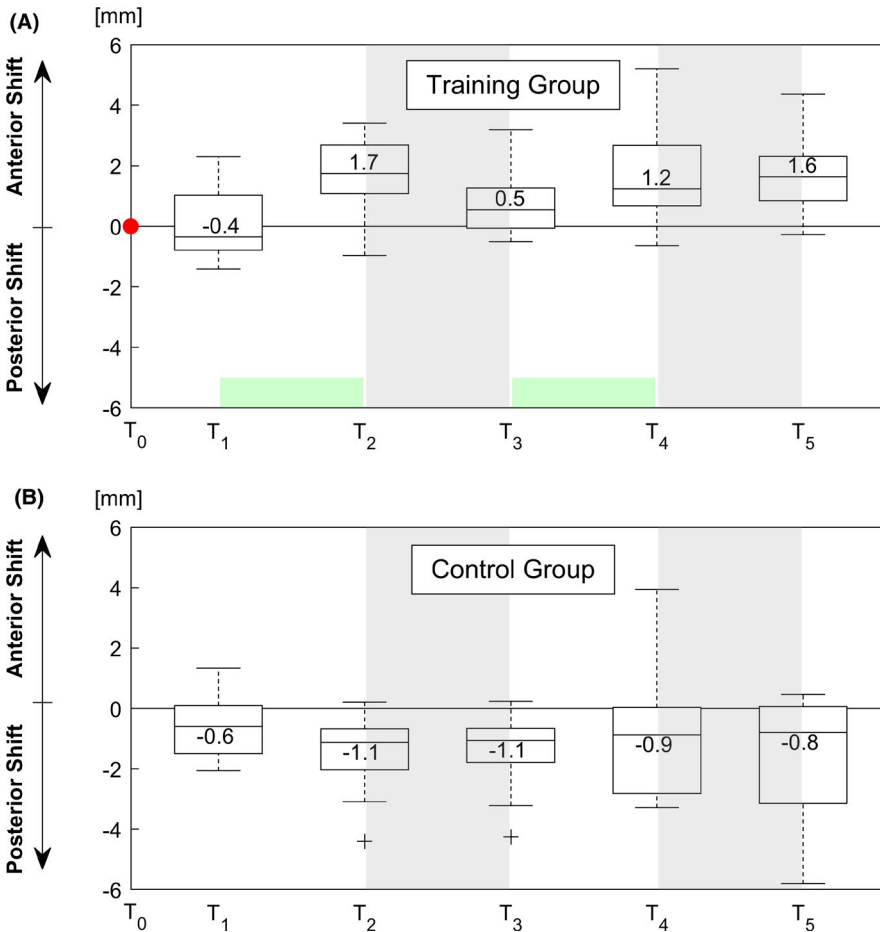 (A)
[mm]
Anterior Shift
Posterior Shift
6
4
2
0
-2
-4
-6
Training Group
-0.4
1.7
0.5
1.2
1.6
T0 T1 T2 T3 T4 T5
(B)
[mm]
Anterior Shift
Posterior Shift
6
4
2
0
-2
-4
-6
Control Group
-0.6
-1.1
-1.1
-0.9
-0.8
T0 T1 T2 T3 T4 T5